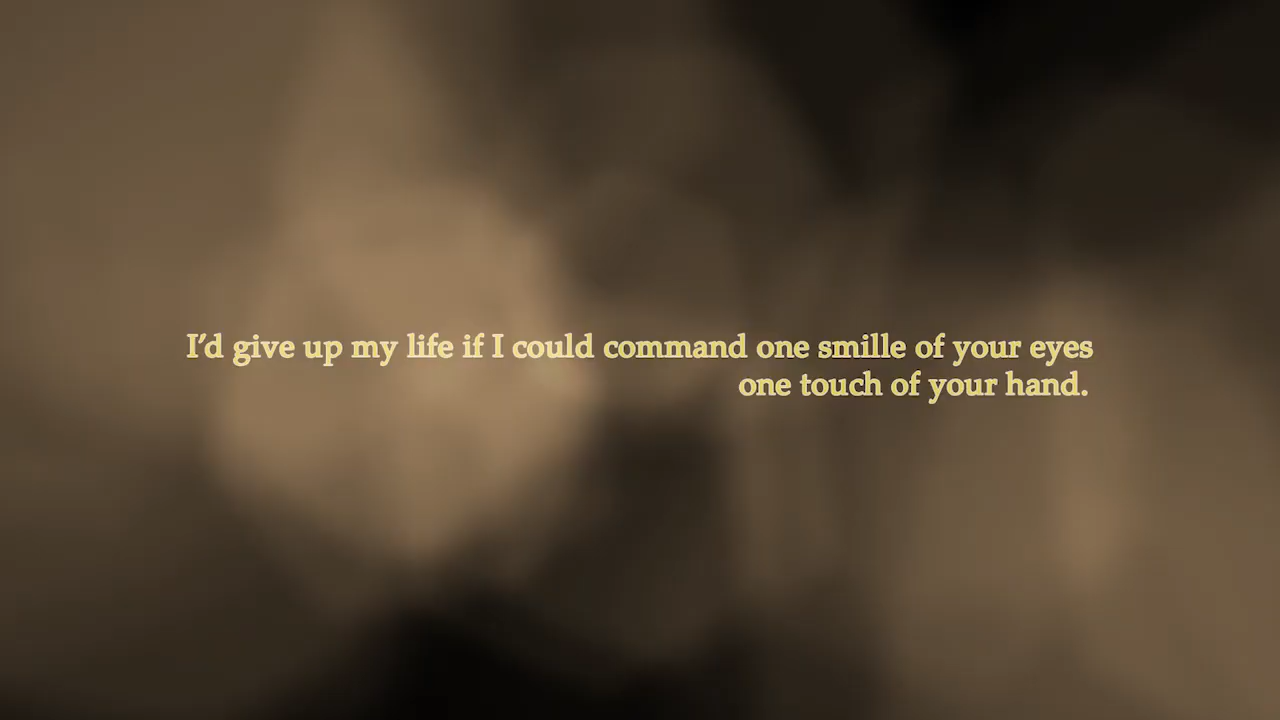 I’d give up my life if I could command one smille of your eyes
one touch of your hand.